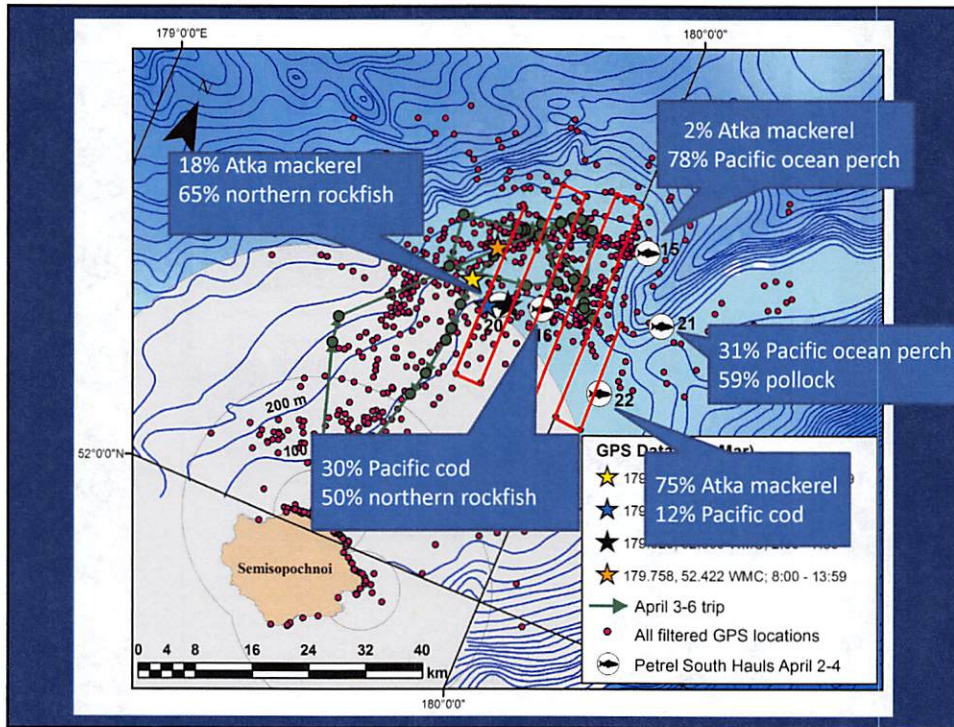 179°0'0"E
180°0'0"
N
2% Atka mackerel
78% Pacific ocean perch
18% Atka mackerel
65% northern rockfish
15
20
16
21
31% Pacific ocean perch
59% pollock
22
200 m
100
52°0'0"N
30% Pacific cod
50% northern rockfish
75% Atka mackerel
12% Pacific cod
GPS Data
Mar)
179
179
179
179.758, 52.422 WMC; 8:00 - 13:59
April 3-6 trip
All filtered GPS locations
Petrel South Hauls April 2-4
Semisopochnoi
0 4 8 16 24 32 40
km
180°0'0"